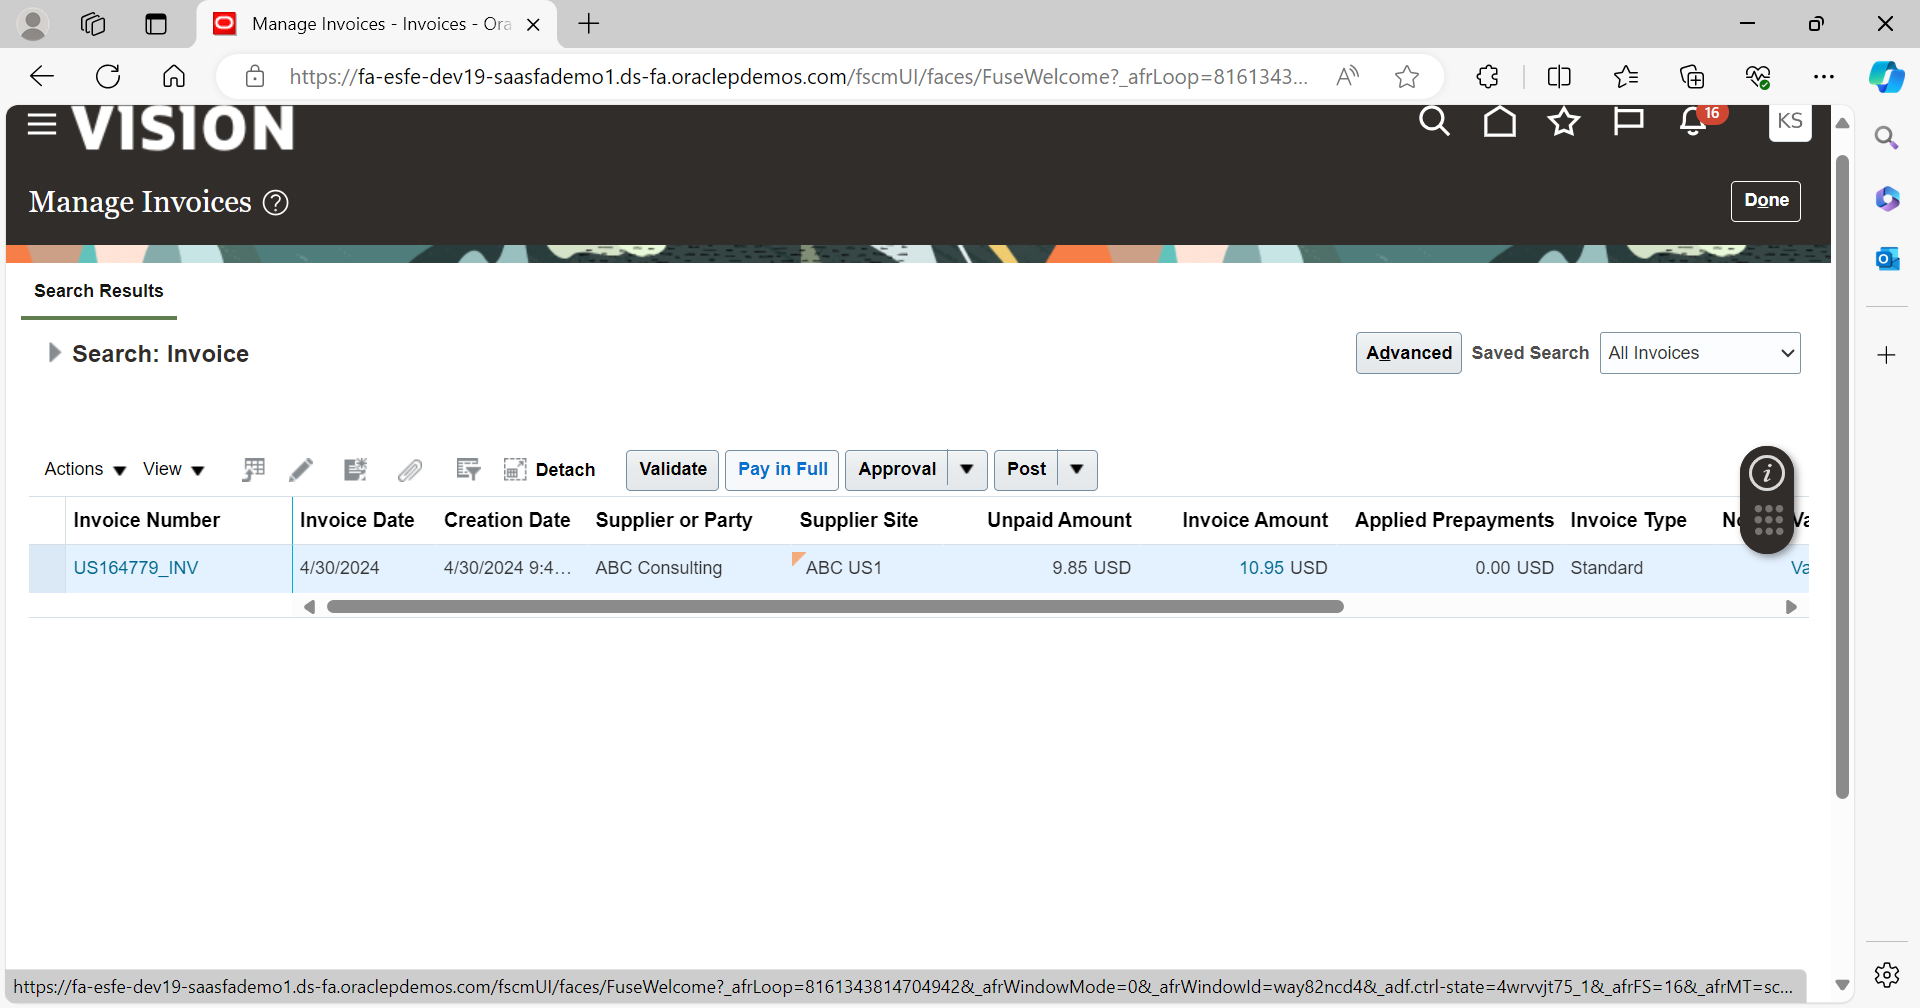 Manage Invoices - Invoices - Ora
https://fa-esfe-dev19-saasfademo1.ds-fa.oraclepdemos.com/fscmUI/faces/FuseWelcome?_afrLoop=8161343...
VISION
16
KS
Manage Invoices ?
Done
Search Results
Search: Invoice
Advanced Saved Search All Invoices
Actions View Detach Validate Pay in Full Approval Post
Invoice Number Invoice Date Creation Date Supplier or Party Supplier Site Unpaid Amount Invoice Amount Applied Prepayments Invoice Type
US164779_INV 4/30/2024 4/30/2024 9:4... ABC Consulting ABC US1 9.85 USD 10.95 USD 0.00 USD Standard Va
https://fa-esfe-dev19-saasfademo1.ds-fa.oraclepdemos.com/fscmUI/faces/FuseWelcome?_afrLoop=81613438147049428&_afrWindowMode=0&_afrWindowId=way82ncd4&_adf.ctrl-state=4wrvvjt75_1&_afrFS=16&_afrMT=sc...